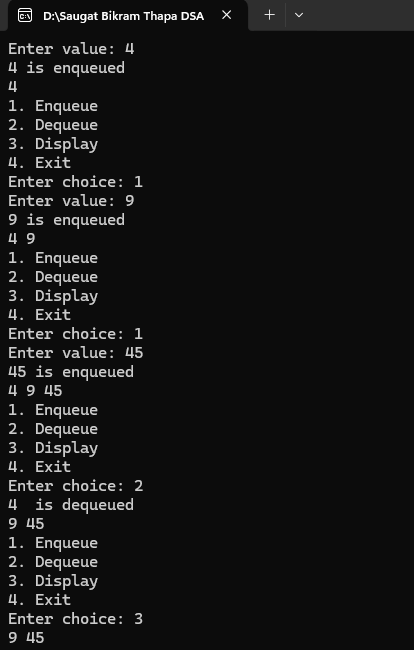 D:\Saugat Bikram Thapa DSA
Enter value: 4
4 is enqueued
4
1. Enqueue
2. Dequeue
3. Display
4. Exit
Enter choice: 1
Enter value: 9
9 is enqueued
4 9
1. Enqueue
2. Dequeue
3. Display
4. Exit
Enter choice: 1
Enter value: 45
45 is enqueued
4 9 45
1. Enqueue
2. Dequeue
3. Display
4. Exit
Enter choice: 2
4  is dequeued
9 45
1. Enqueue
2. Dequeue
3. Display
4. Exit
Enter choice: 3
9 45